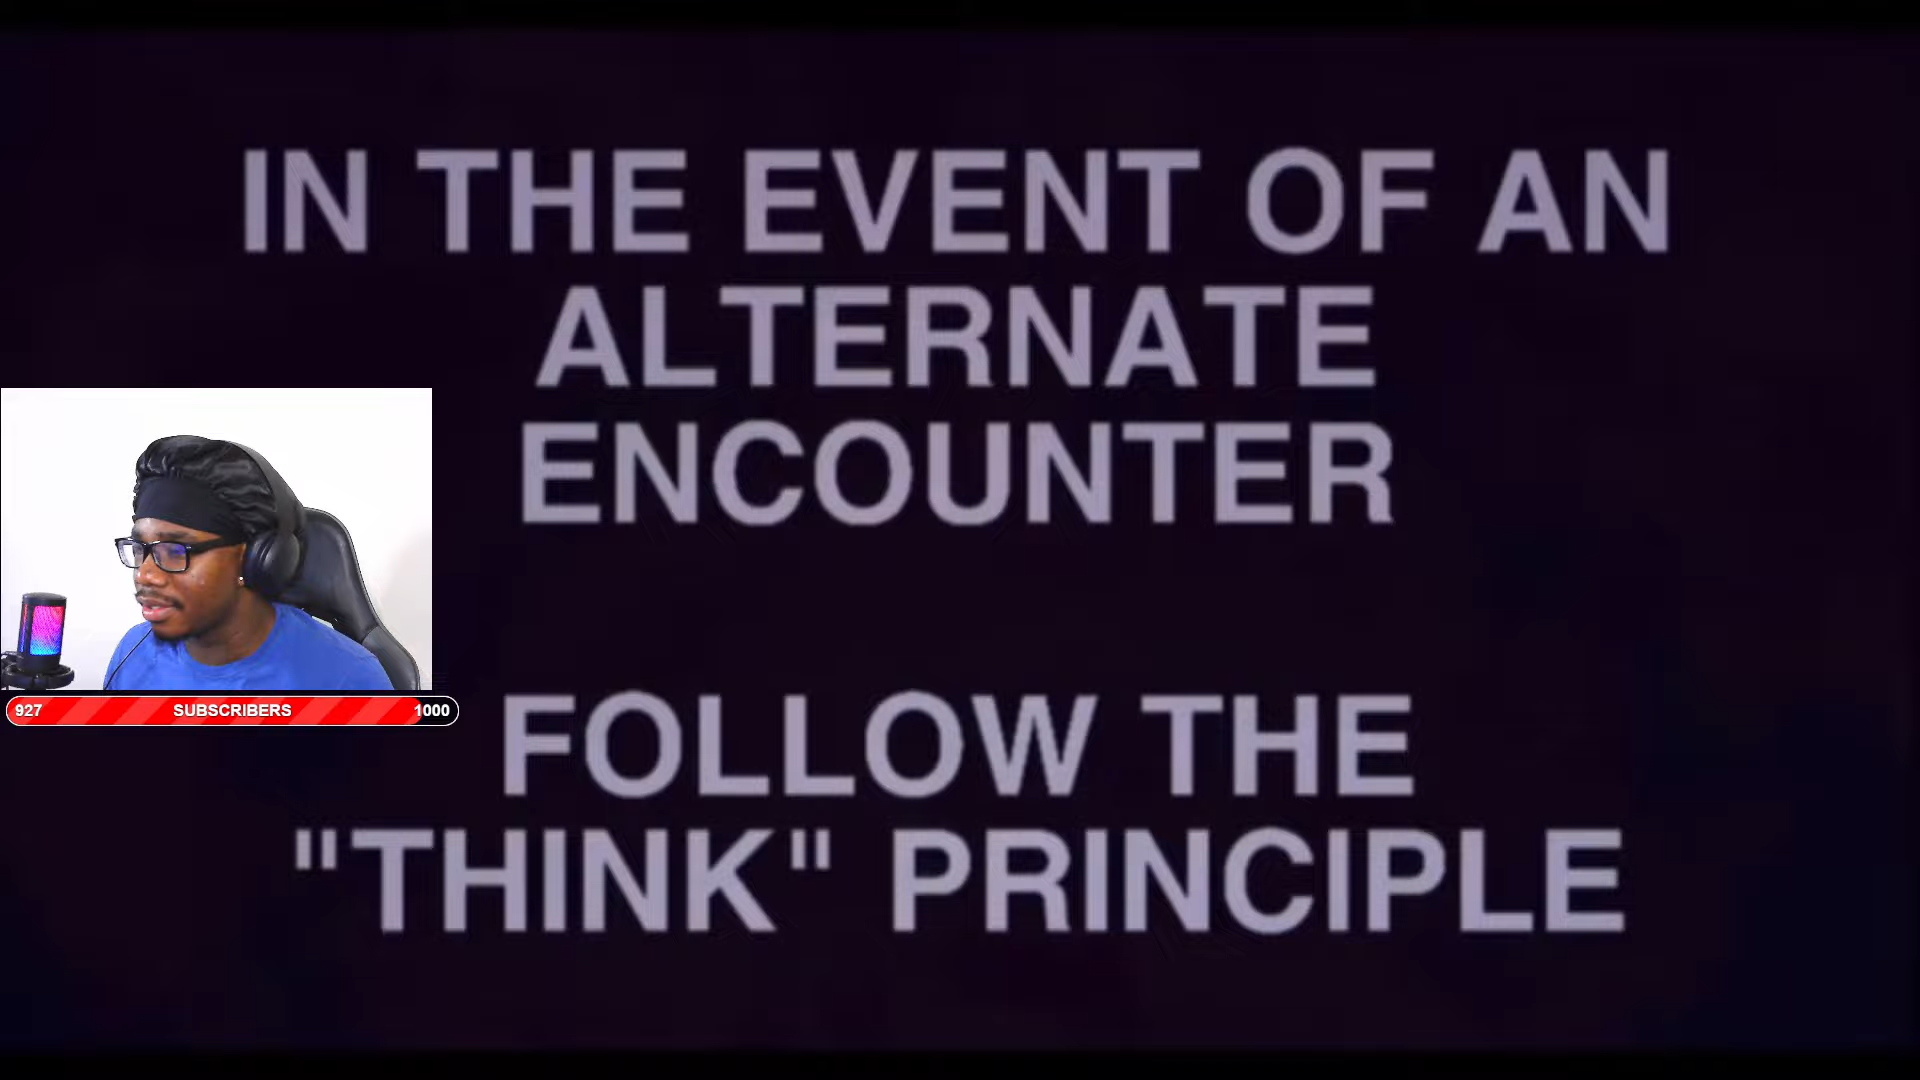 IN THE EVENT OF AN
ALTERNATE
ENCOUNTER
927 SUBSCRIBERS 1000
FOLLOW THE
"THINK" PRINCIPLE